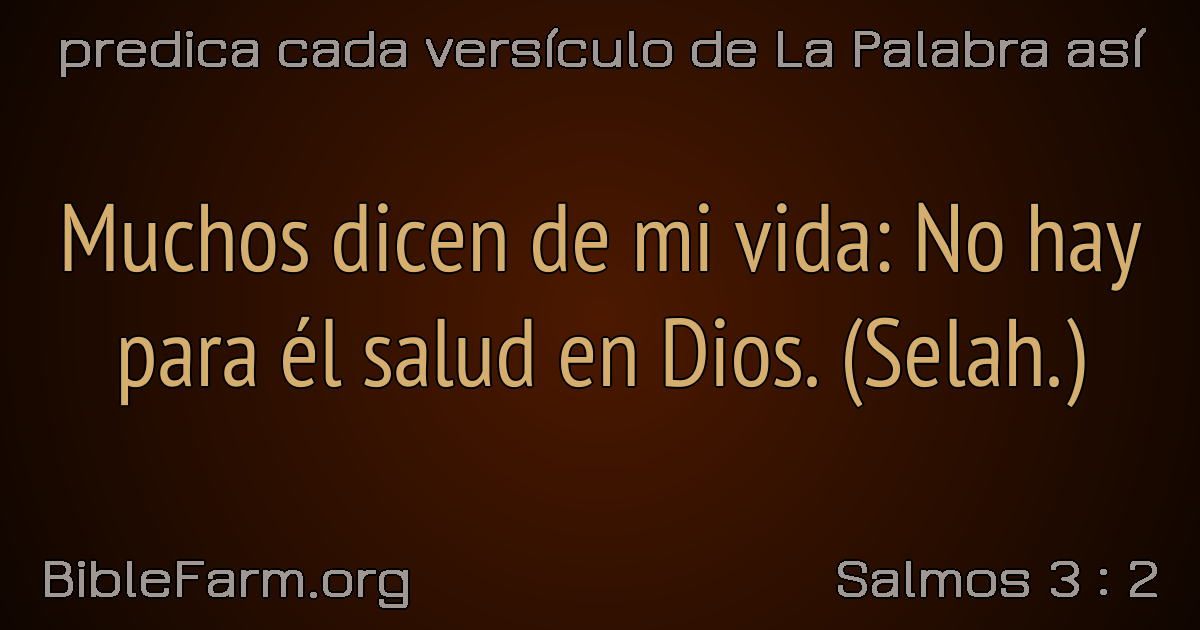 predica cada versículo de La Palabra así
Muchos dicen de mi vida: No hay
para él salud en Dios. (Selah.)
BibleFarm.org
Salmos 3 : 2